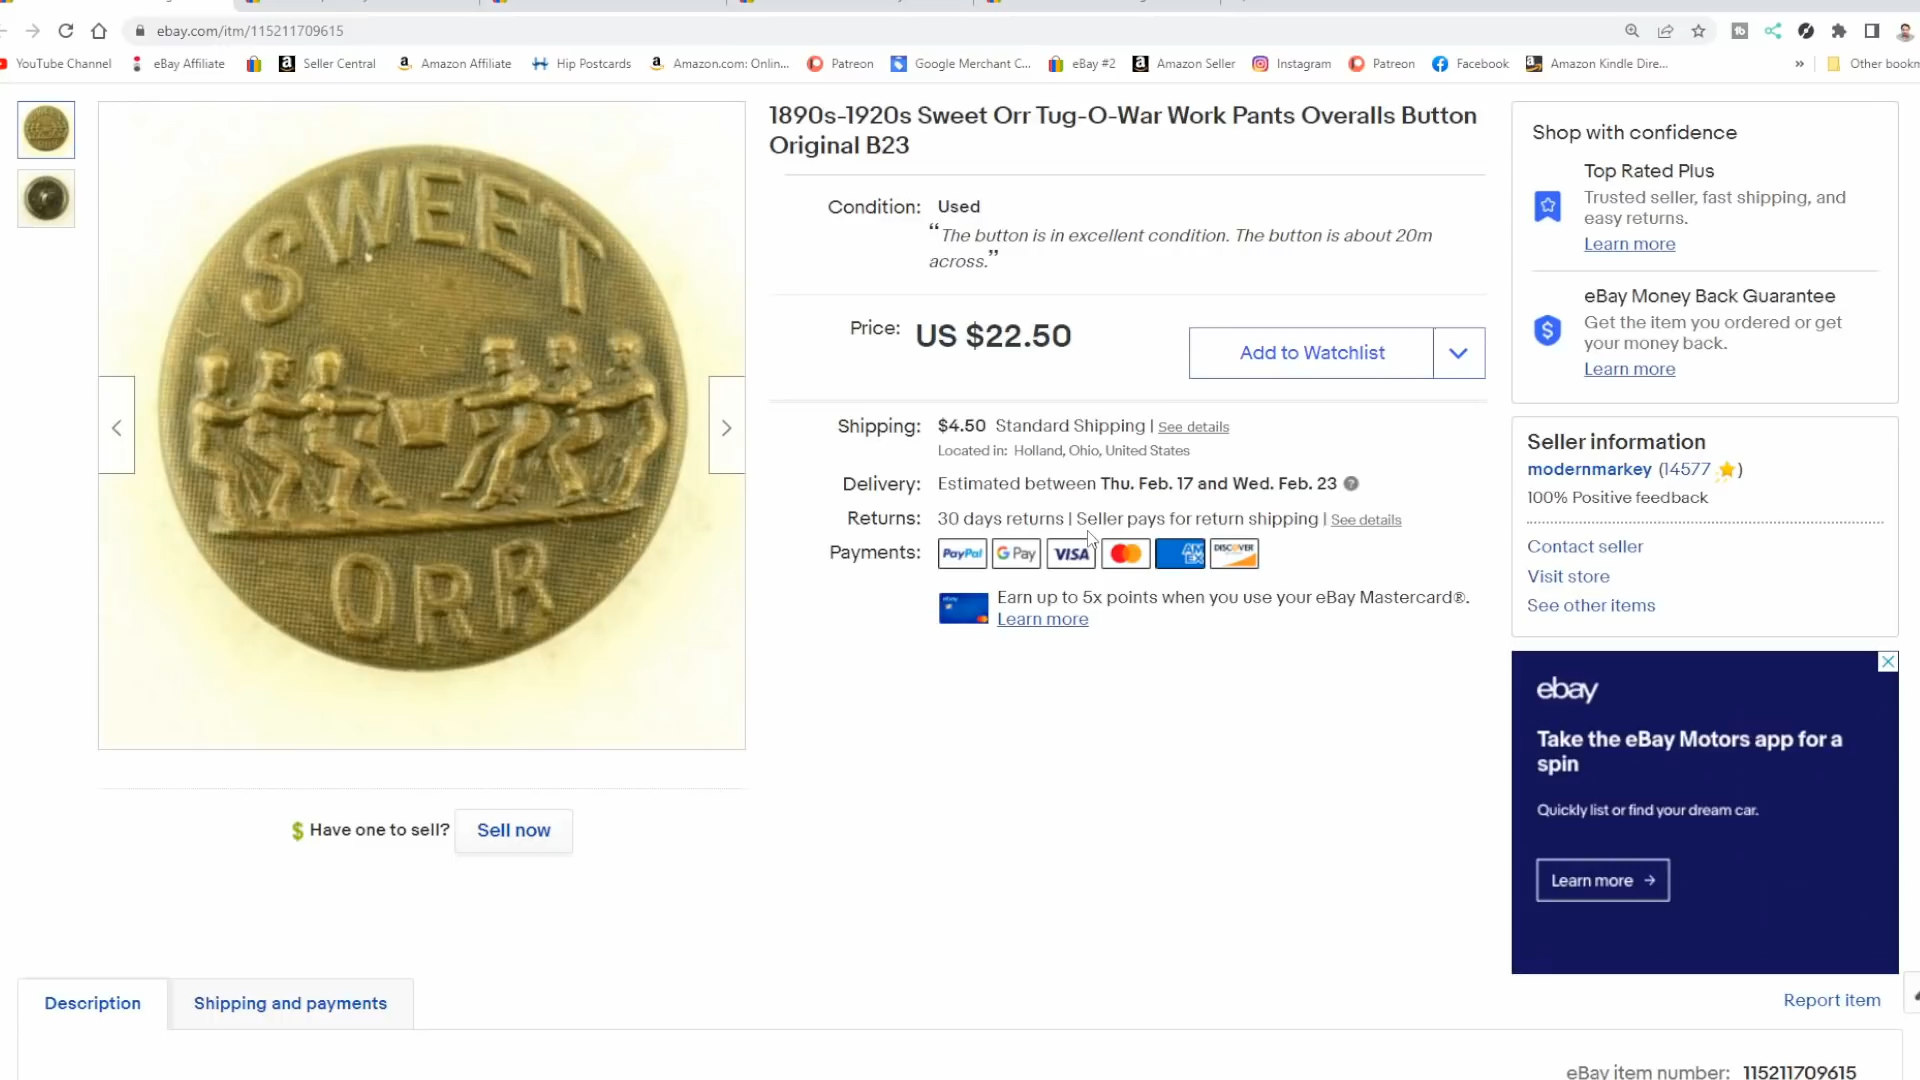 ebay.com/itm/115211709615
YouTube Channel eBay Affiliate Seller Central Amazon Affiliate Hip Postcards Amazon.com: Onlin... Patreon Google Merchant C... eBay #2 Amazon Seller Instagram Patreon Facebook Amazon Kindle Dire... » Other bookm
SWEET
ORR
1890s-1920s Sweet Orr Tug-O-War Work Pants Overalls Button
Original B23
Condition: Used
“The button is in excellent condition. The button is about 20m
across.”
Price: US $22.50
Add to Watchlist
Shipping: $4.50 Standard Shipping | See details
Located in: Holland, Ohio, United States
Delivery: Estimated between Thu. Feb. 17 and Wed. Feb. 23
Returns: 30 days returns | Seller pays for return shipping | See details
Payments: PayPal G Pay VISA AMEX DISCOVER
Earn up to 5x points when you use your eBay Mastercard®.
Learn more
$ Have one to sell? Sell now
Shop with confidence
Top Rated Plus
Trusted seller, fast shipping, and
easy returns.
Learn more
eBay Money Back Guarantee
Get the item you ordered or get
your money back.
Learn more
Seller information
modernmarkey (14577)
100% Positive feedback
Contact seller
Visit store
See other items
ebay
Take the eBay Motors app for a
spin
Quickly list or find your dream car.
Learn more →
Description Shipping and payments
Report item
eBay item number: 115211709615